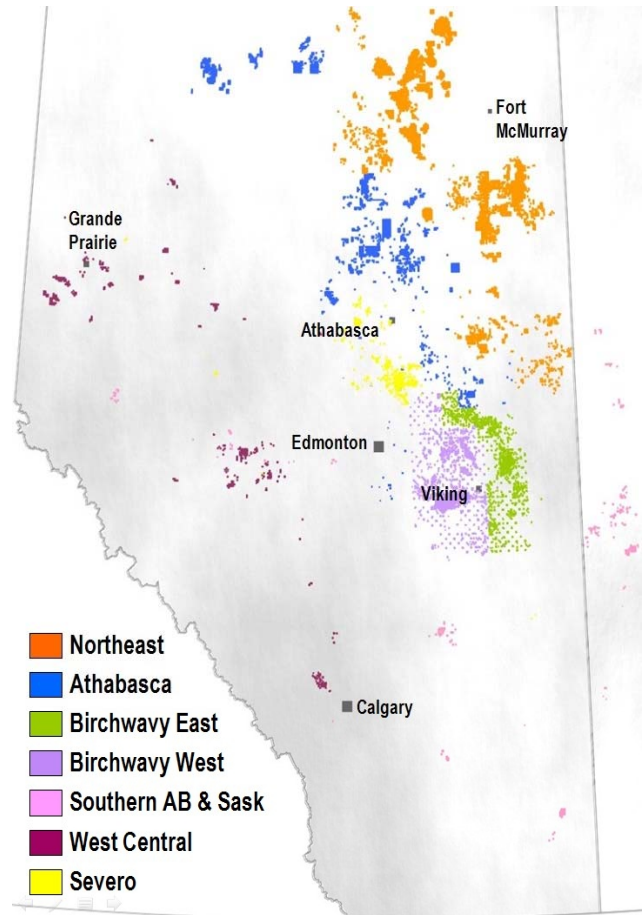 Fort
McMurray
Grande
Prairie
Athabasca
Edmonton
Viking
Calgary
Northeast
Athabasca
Birchwavy East
Birchwavy West
Southern AB & Sask
West Central
Severo